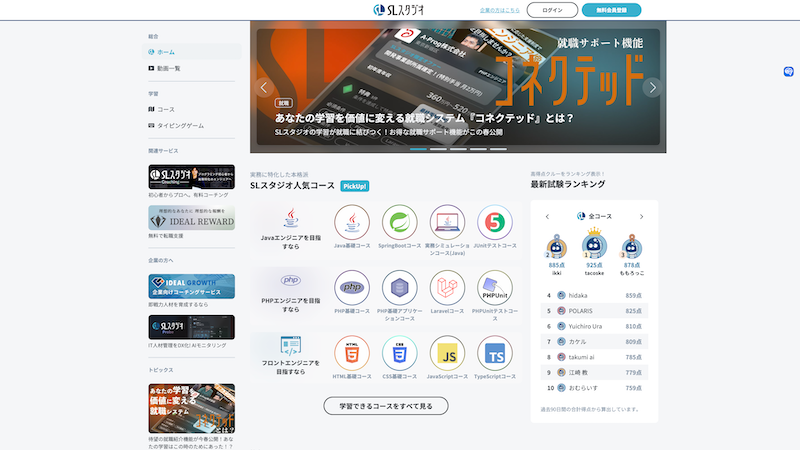 SLスタジオ
企業の方はこちら
ログイン
無料会員登録
総合
ホーム
動画一覧
学習
コース
タイピングゲーム
関連サービス
初心者からプロへ。有料コーチング
IDEAL REWARD
無料で転職支援
企業の方へ
IDEAL GROWTH
企業向けコーチングサービス
即戦力人材を育成するなら
SLスタジオ
IT人材管理をDX化! AIモニタリング
トピックス
あなたの学習を
価値に変える
就職システム
待望の就職紹介機能が今春公開!あな
たの学習はこの時のためにあった!?
A-Prog株式会社
就職サポート機能
コネクテッド
就職
あなたの学習を価値に変える就職システム『コネクテッド』とは?
SLスタジオの学習が就職に結びつく!お得な就職サポート機能がこの春公開
実務に特化した本格派
SLスタジオ人気コース
PickUp!
Javaエンジニアを目指
すなら
Java基礎コース
SpringBootコース
実務シミュレーショ
ンコース(Java)
JUnitテストコース
PHPエンジニアを目指
すなら
PHP基礎コース
PHP基礎アプリケー
ションコース
Laravelコース
PHPUnit
PHPUnitテストコー
ス
フロントエンジニアを
目指すなら
HTML基礎コース
CSS基礎コース
JavaScriptコース
TypeScriptコース
学習できるコースをすべて見る
高得点クルーをランキング表示!
最新試験ランキング
全コース
2
885点
ikki
1
925点
tacoske
3
878点
ももろっこ
4 hidaka 859点
5 POLARIS 825点
6 Yuichiro Ura 810点
7 カケル 809点
8 takumi ai 785点
9 江﨑 教 779点
10 おむらいす 759点
過去90日間の合計得点から算出しています。